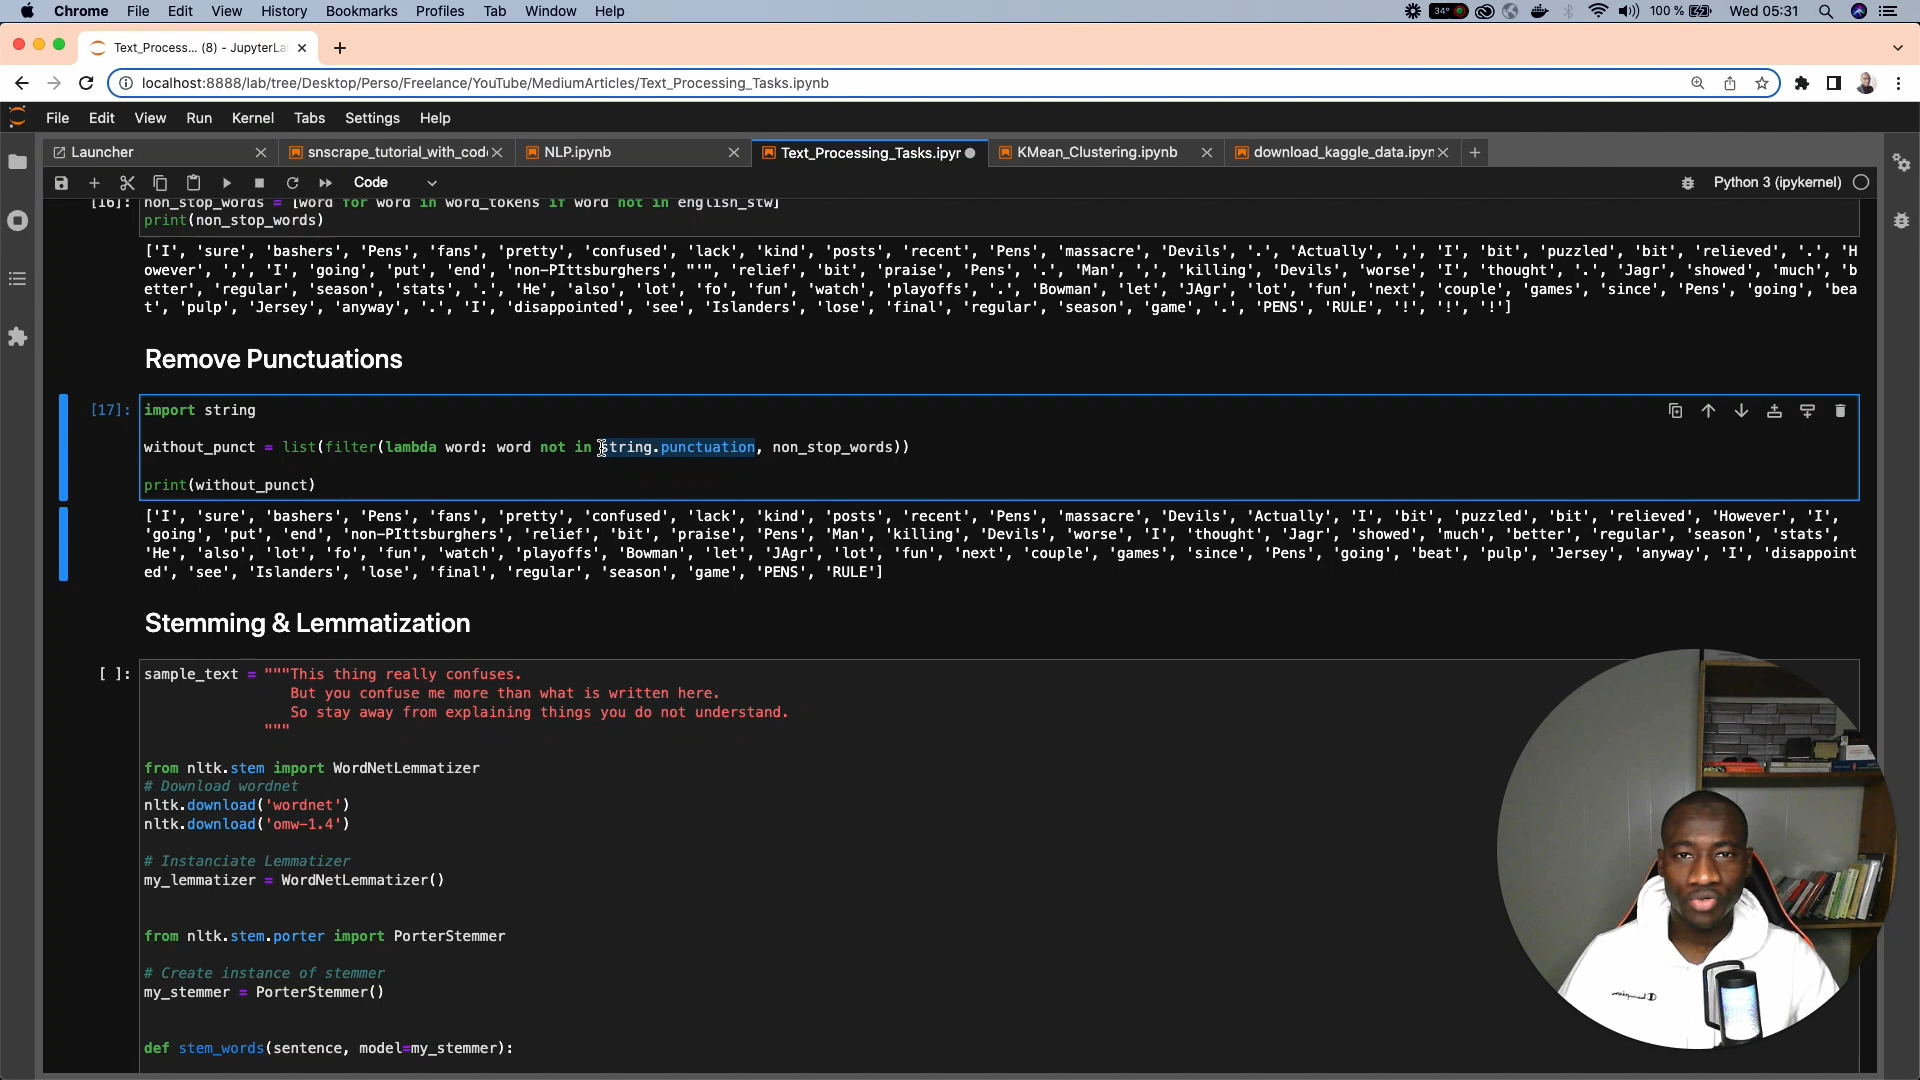 Chrome File Edit View History Bookmarks Profiles Tab Window Help 34° 100 % Wed 05:31
Text_Process... (8) - JupyterLa
localhost:8888/lab/tree/Desktop/Perso/Freelance/YouTube/MediumArticles/Text_Processing_Tasks.ipynb
File Edit View Run Kernel Tabs Settings Help
Launcher snscrape_tutorial_with_code NLP.ipynb Text_Processing_Tasks.ipyr KMean_Clustering.ipynb download_kaggle_data.ipyn
Code Python 3 (ipykernel)
[16]: non_stop_words = [word for word in word_tokens if word not in english_stw]
print(non_stop_words)
['I', 'sure', 'bashers', 'Pens', 'fans', 'pretty', 'confused', 'lack', 'kind', 'posts', 'recent', 'Pens', 'massacre', 'Devils', '.', 'Actually', ',', 'I', 'bit', 'puzzled', 'bit', 'relieved', '.', 'H
owever', ',', 'I', 'going', 'put', 'end', 'non-PIttsburghers', "'", 'relief', 'bit', 'praise', 'Pens', '.', 'Man', ',', 'killing', 'Devils', 'worse', 'I', 'thought', '.', 'Jagr', 'showed', 'much', 'b
etter', 'regular', 'season', 'stats', '.', 'He', 'also', 'lot', 'fo', 'fun', 'watch', 'playoffs', '.', 'Bowman', 'let', 'JAgr', 'lot', 'fun', 'next', 'couple', 'games', 'since', 'Pens', 'going', 'bea
t', 'pulp', 'Jersey', 'anyway', '.', 'I', 'disappointed', 'see', 'Islanders', 'lose', 'final', 'regular', 'season', 'game', '.', 'PENS', 'RULE', '!', '!', '!']
Remove Punctuations
[17]: import string
without_punct = list(filter(lambda word: word not in string.punctuation, non_stop_words))
print(without_punct)
['I', 'sure', 'bashers', 'Pens', 'fans', 'pretty', 'confused', 'lack', 'kind', 'posts', 'recent', 'Pens', 'massacre', 'Devils', 'Actually', 'I', 'bit', 'puzzled', 'bit', 'relieved', 'However', 'I',
'going', 'put', 'end', 'non-PIttsburghers', 'relief', 'bit', 'praise', 'Pens', 'Man', 'killing', 'Devils', 'worse', 'I', 'thought', 'Jagr', 'showed', 'much', 'better', 'regular', 'season', 'stats',
'He', 'also', 'lot', 'fo', 'fun', 'watch', 'playoffs', 'Bowman', 'let', 'JAgr', 'lot', 'fun', 'next', 'couple', 'games', 'since', 'Pens', 'going', 'beat', 'pulp', 'Jersey', 'anyway', 'I', 'disappoint
ed', 'see', 'Islanders', 'lose', 'final', 'regular', 'season', 'game', 'PENS', 'RULE']
Stemming & Lemmatization
[ ]: sample_text = """This thing really confuses.
But you confuse me more than what is written here.
So stay away from explaining things you do not understand.
"""
from nltk.stem import WordNetLemmatizer
# Download wordnet
nltk.download('wordnet')
nltk.download('omw-1.4')
# Instanciate Lemmatizer
my_lemmatizer = WordNetLemmatizer()
from nltk.stem.porter import PorterStemmer
# Create instance of stemmer
my_stemmer = PorterStemmer()
def stem_words(sentence, model=my_stemmer):